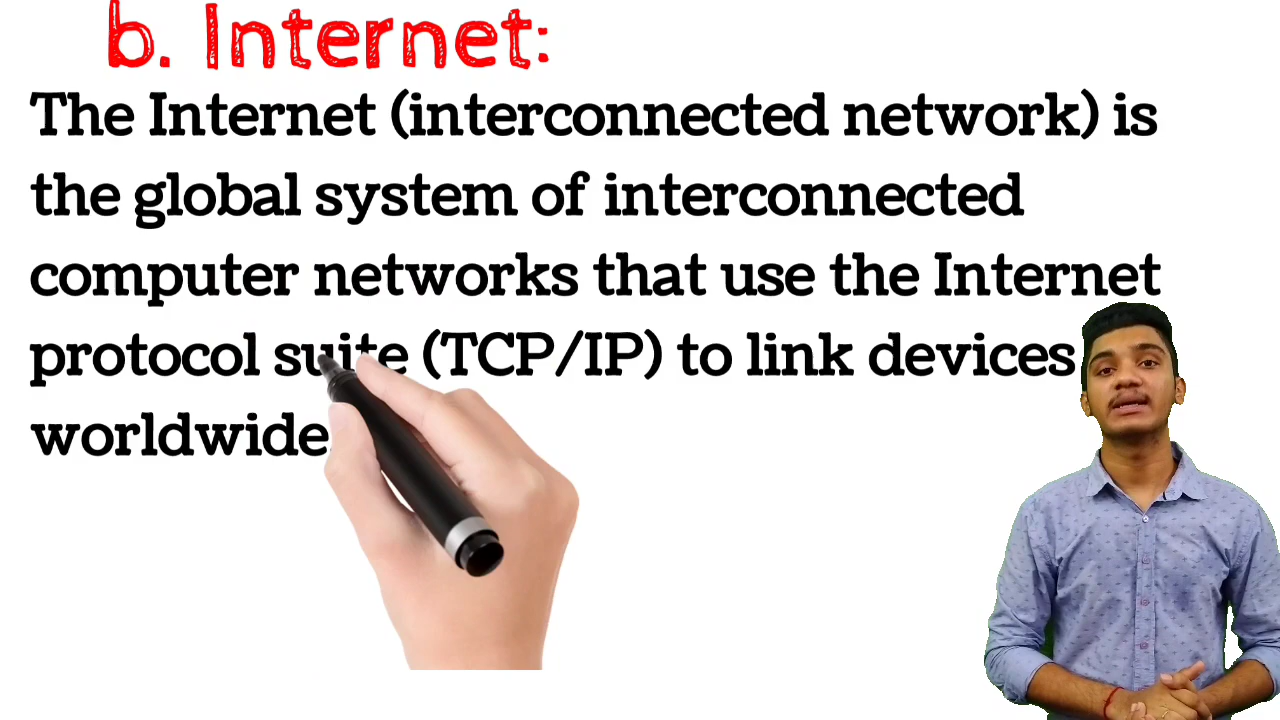 b. Internet:
The Internet (interconnected network) is
the global system of interconnected
computer networks that use the Internet
protocol suite (TCP/IP) to link devices
worldwide.